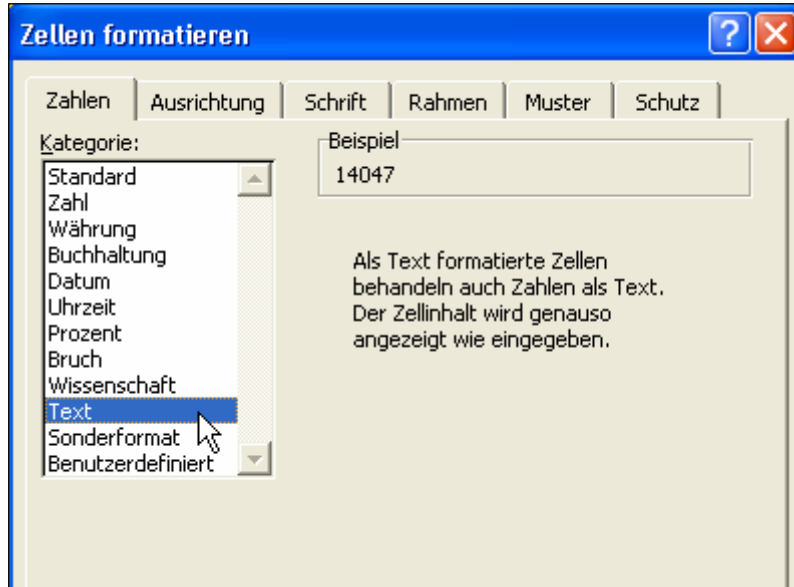 Zellen formatieren
Zahlen Ausrichtung Schrift Rahmen Muster Schutz
Kategorie:
Standard
Zahl
Währung
Buchhaltung
Datum
Uhrzeit
Prozent
Bruch
Wissenschaft
Text
Sonderformat
Benutzerdefiniert
Beispiel
14047
Als Text formatierte Zellen
behandeln auch Zahlen als Text.
Der Zellinhalt wird genauso
angezeigt wie eingegeben.